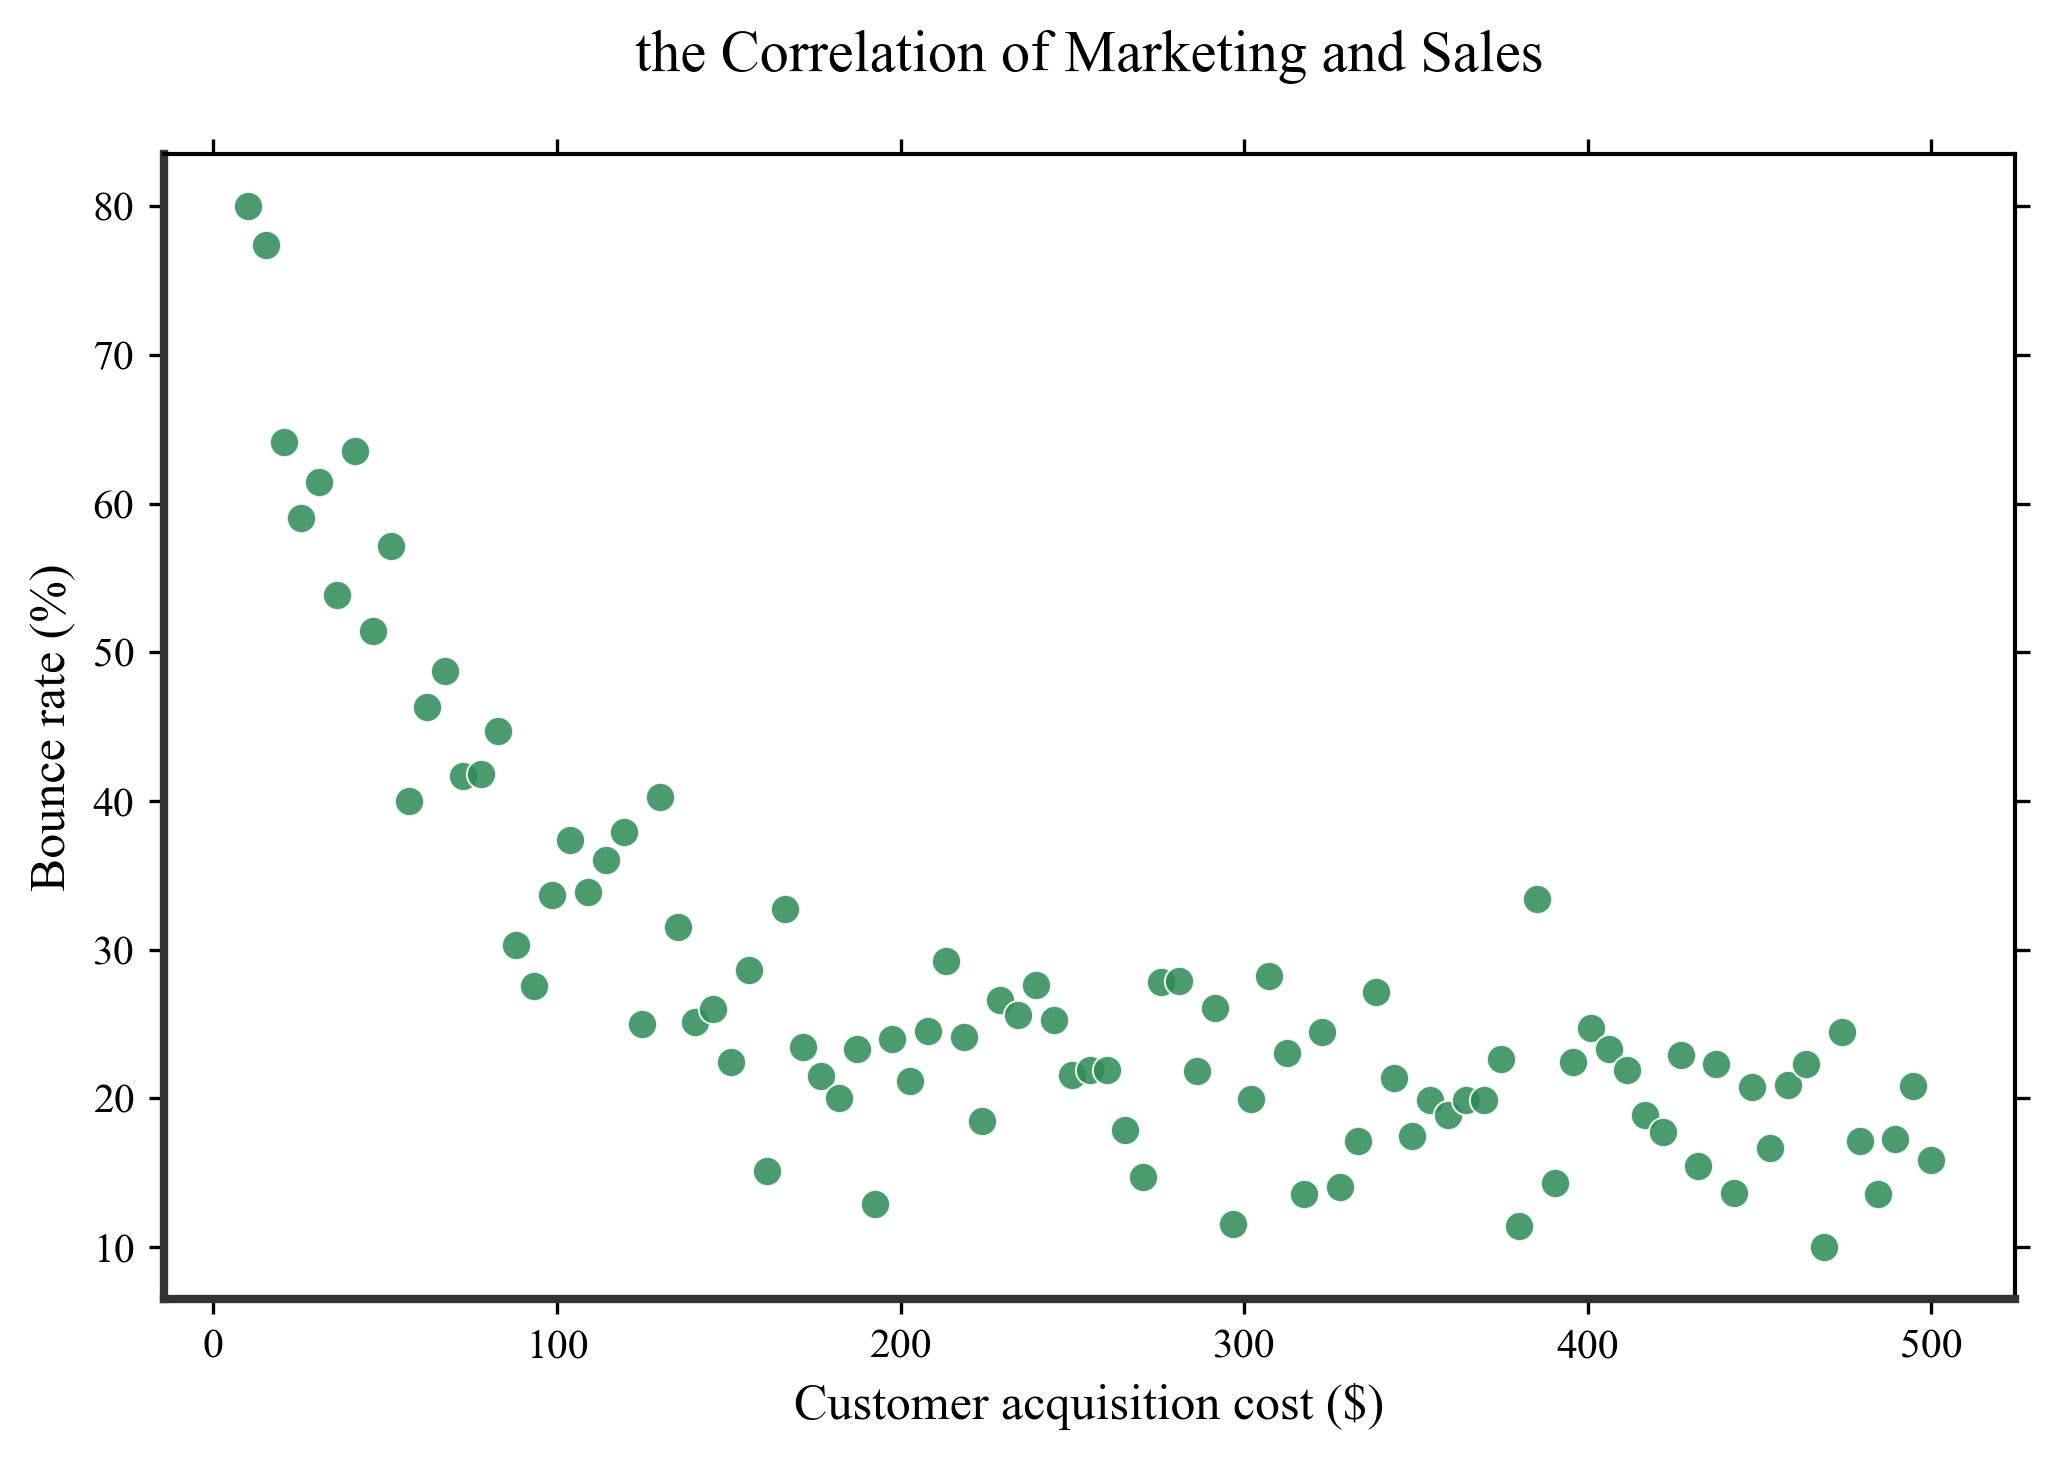 the Correlation of Marketing and Sales
80
70
60
50
40
30
20
10
Bounce rate (%)
0 100 200 300 400 500
Customer acquisition cost ($)